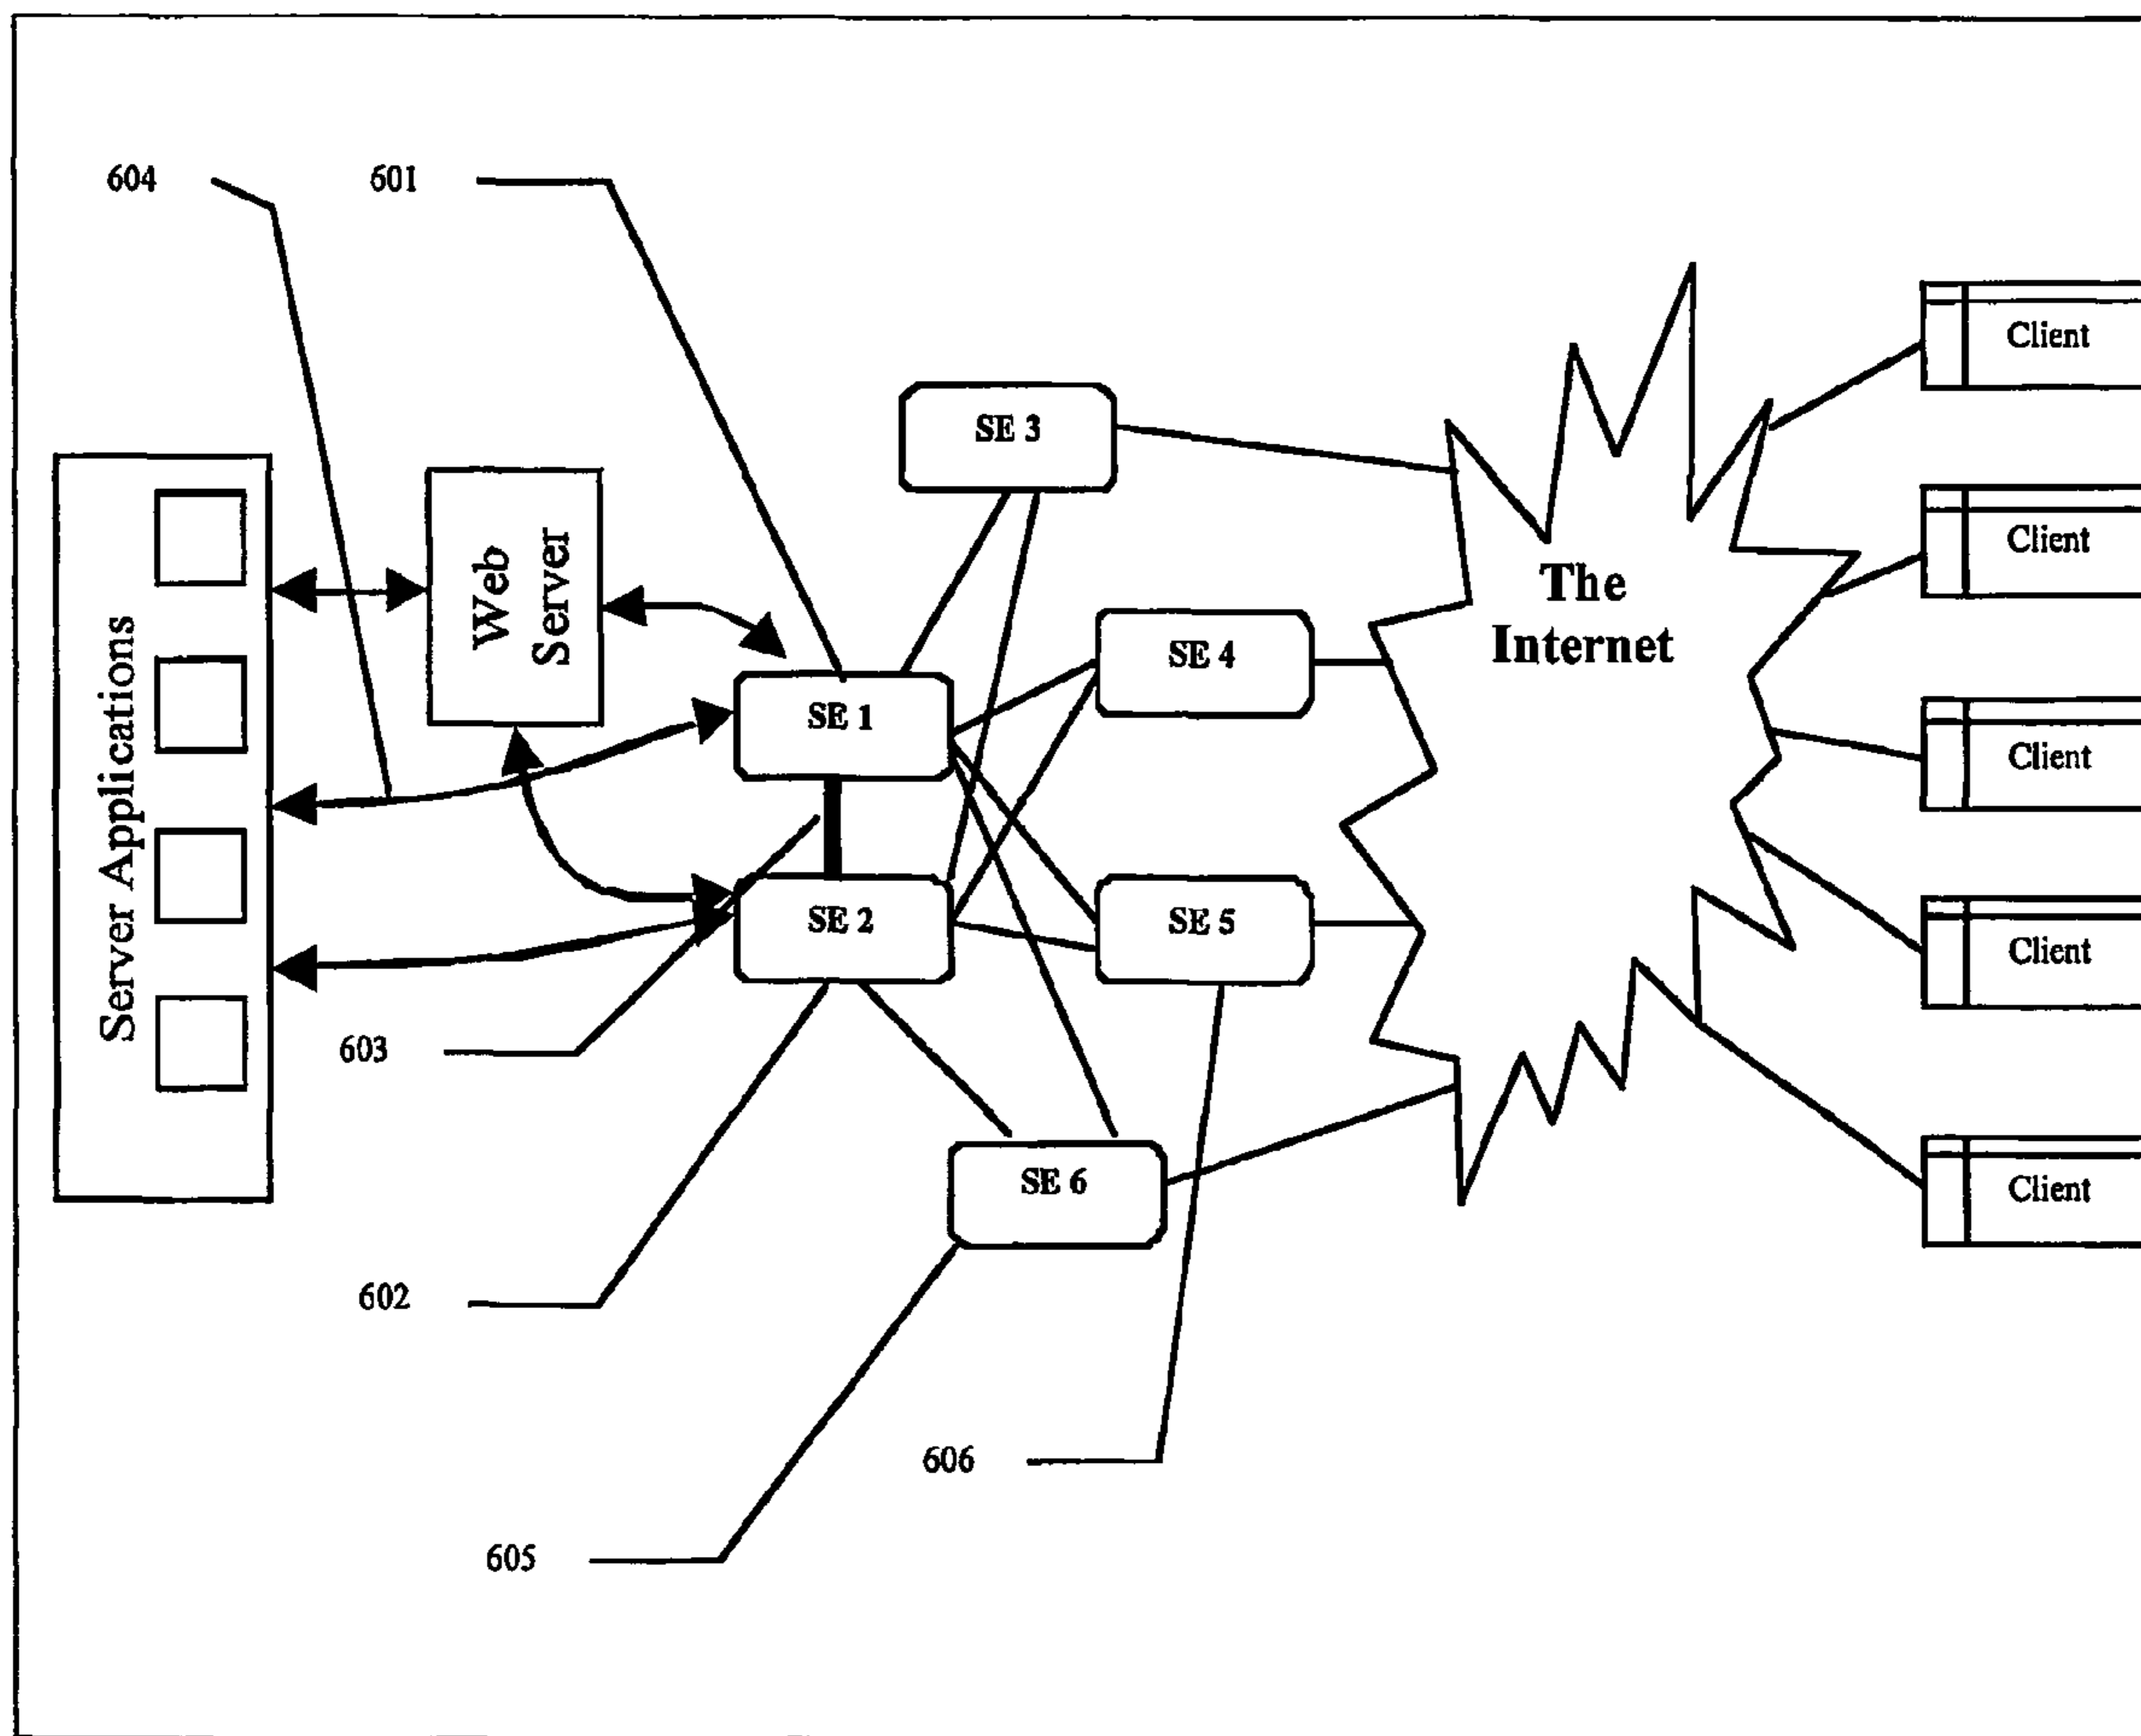 604
601
Client
SE 3
Client
The
Internet
Web
Server
Server Applications
SE 4
SE 1
Client
SE 2
SE 5
Client
603
SE 6
Client
602
606
605